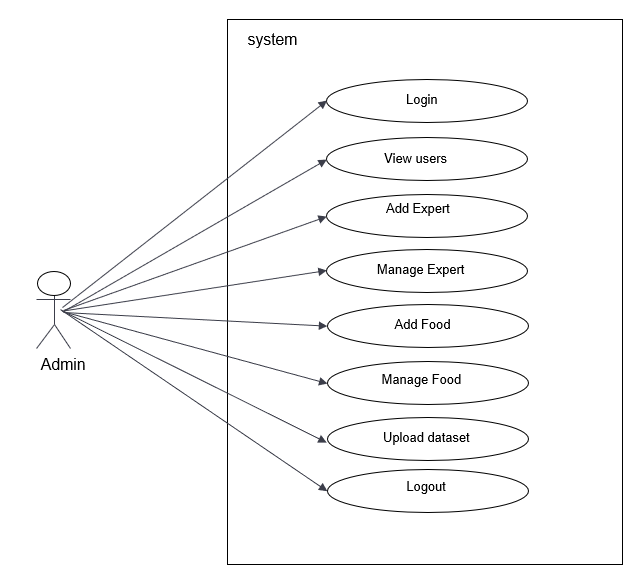 system
Login
View users
Add Expert
Manage Expert
Add Food
Manage Food
Upload dataset
Logout
Admin